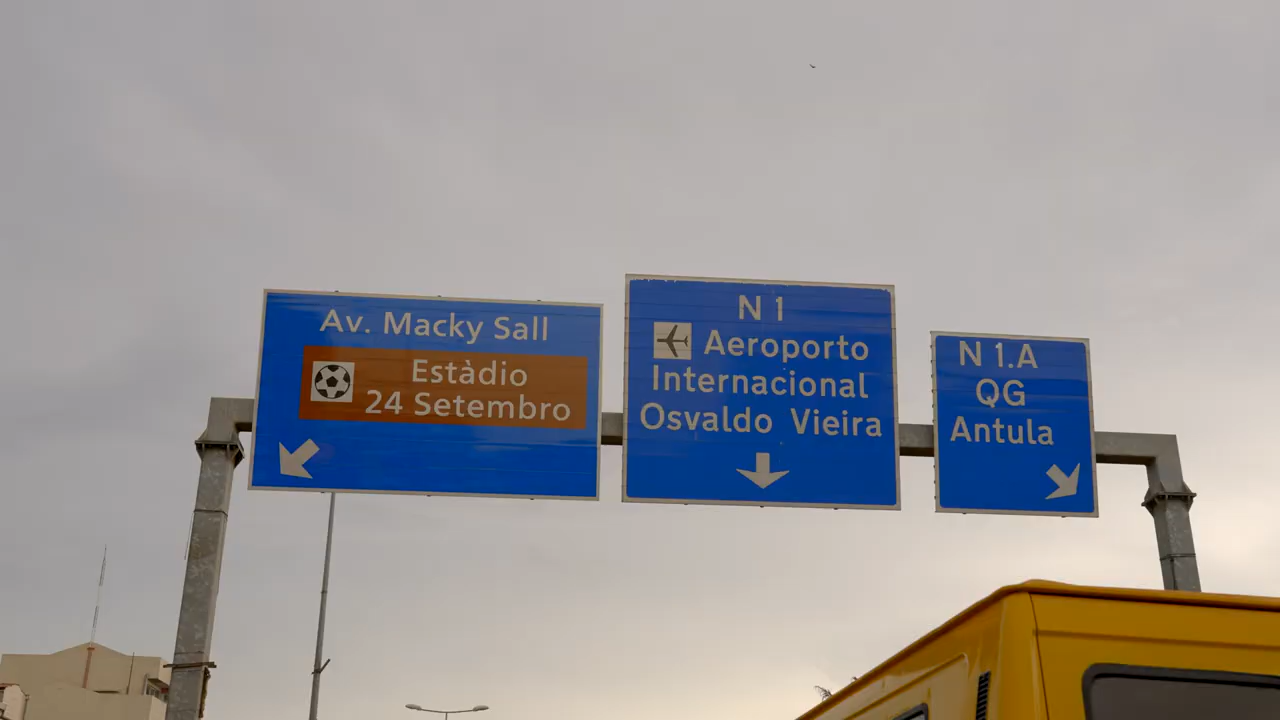 Av. Macky Sall
Estàdio
24 Setembro
N 1
Aeroporto
Internacional
Osvaldo Vieira
N 1.A
QG
Antula